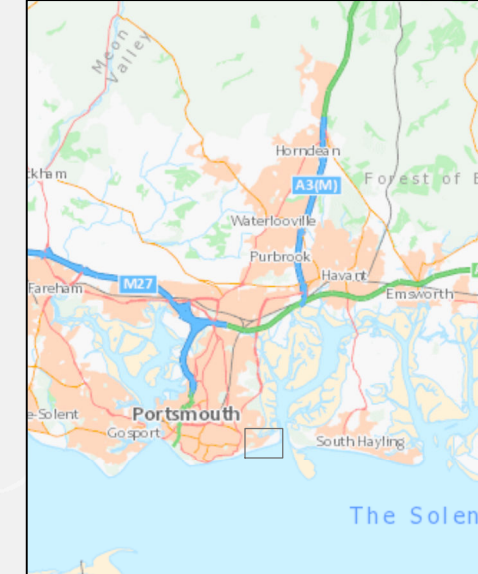 Meon
Valley
Horndean
ckham
A3(M)
Forest of B
Waterlooville
Purbrook
Havant
M27
Fareham
Emsworth
e-Solent
Portsmouth
Gosport
South Hayling
The Solen